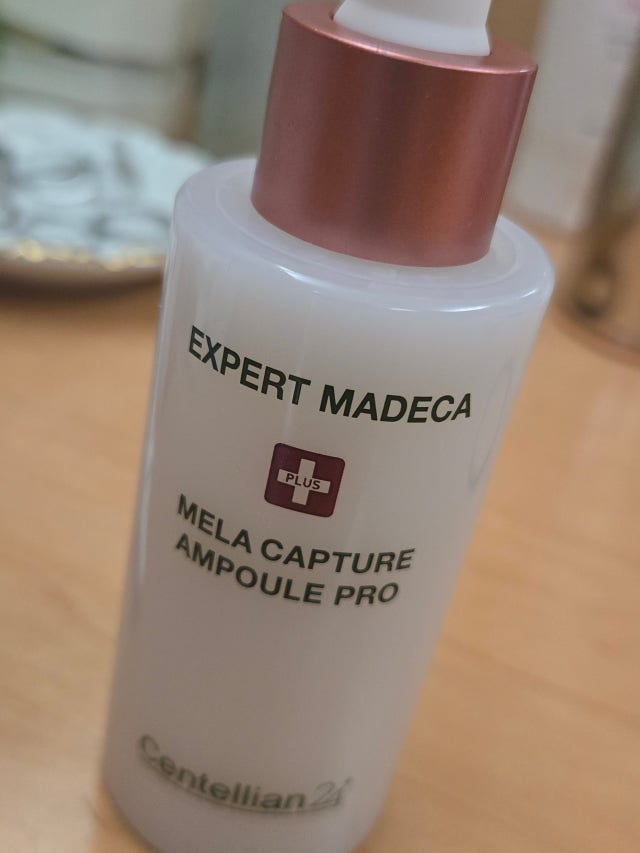 EXPERT MADECA
PLUS
MELA CAPTURE
AMPOULE PRO
Centellian24